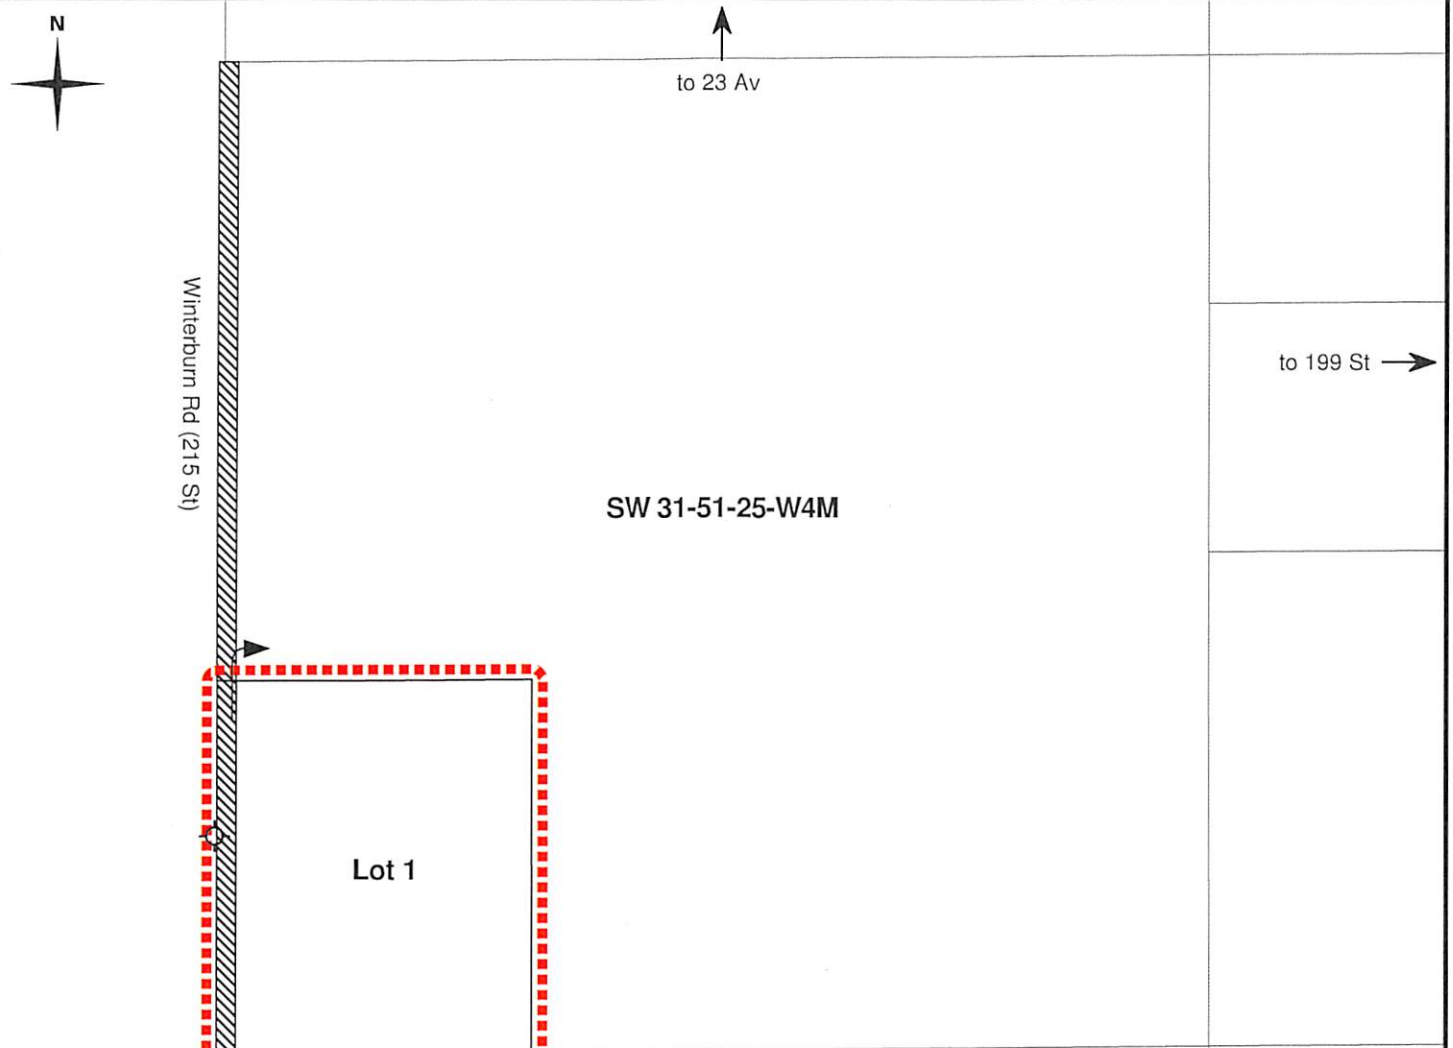 N
to 23 Av
Winterburn Rd (215 St)
to 199 St
SW 31-51-25-W4M
Lot 1